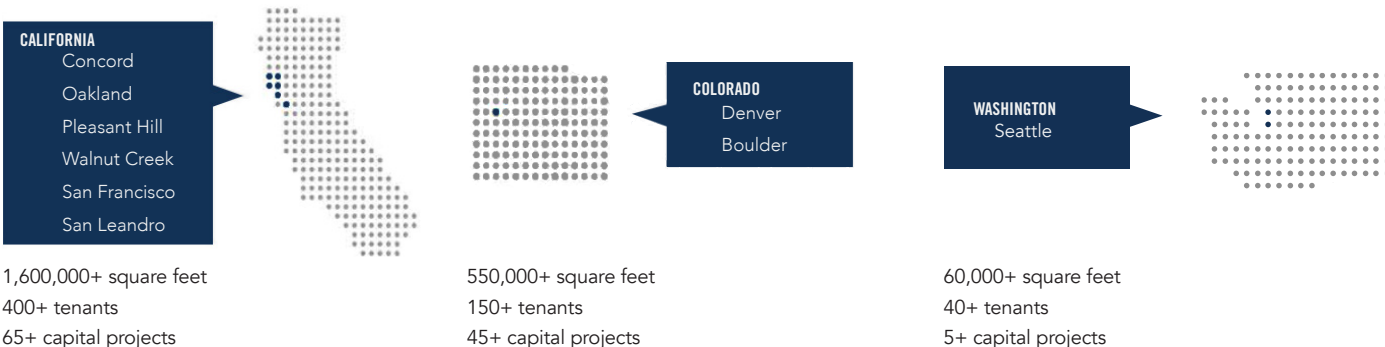 CALIFORNIA
Concord
Oakland
Pleasant Hill
Walnut Creek
San Francisco
San Leandro
1,600,000+ square feet
400+ tenants
65+ capital projects
COLORADO
Denver
Boulder
550,000+ square feet
150+ tenants
45+ capital projects
WASHINGTON
Seattle
60,000+ square feet
40+ tenants
5+ capital projects